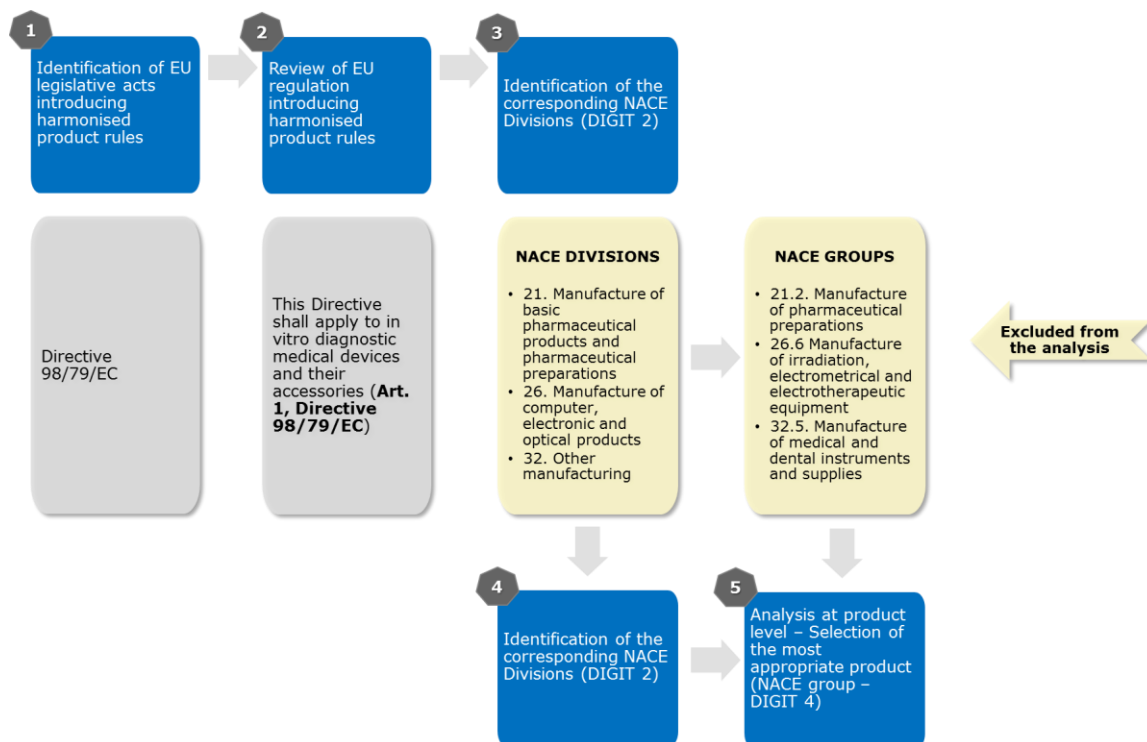 1
Identification of EU
legislative acts
introducing
harmonised
product rules
2
Review of EU
regulation
introducing
harmonised
product rules
3
Identification of the
corresponding NACE
Divisions (DIGIT 2)
Directive
98/79/EC
This Directive
shall apply to in
vitro diagnostic
medical devices
and their
accessories (Art.
1, Directive
98/79/EC)
NACE DIVISIONS
• 21. Manufacture of
basic
pharmaceutical
products and
pharmaceutical
preparations
• 26. Manufacture of
computer,
electronic and
optical products
• 32. Other
manufacturing
NACE GROUPS
• 21.2. Manufacture
of pharmaceutical
preparations
• 26.6 Manufacture
of irradiation,
electrometrical and
electrotherapeutic
equipment
• 32.5. Manufacture
of medical and
dental instruments
and supplies
Excluded from
the analysis
4
Identification of the
corresponding NACE
Divisions (DIGIT 2)
5
Analysis at product
level – Selection of
the most
appropriate product
(NACE group –
DIGIT 4)